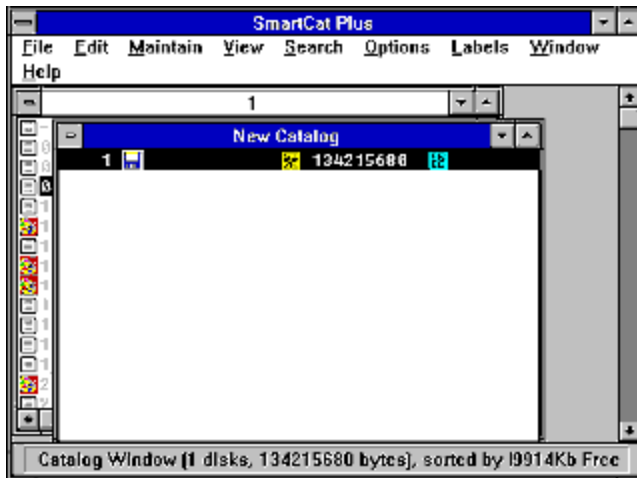 SmartCat Plus
File Edit Maintain View Search Options Labels Window
Help
1
New Catalog
1 134215680
Catalog Window (1 disks, 134215680 bytes), sorted by I9914Kb Free